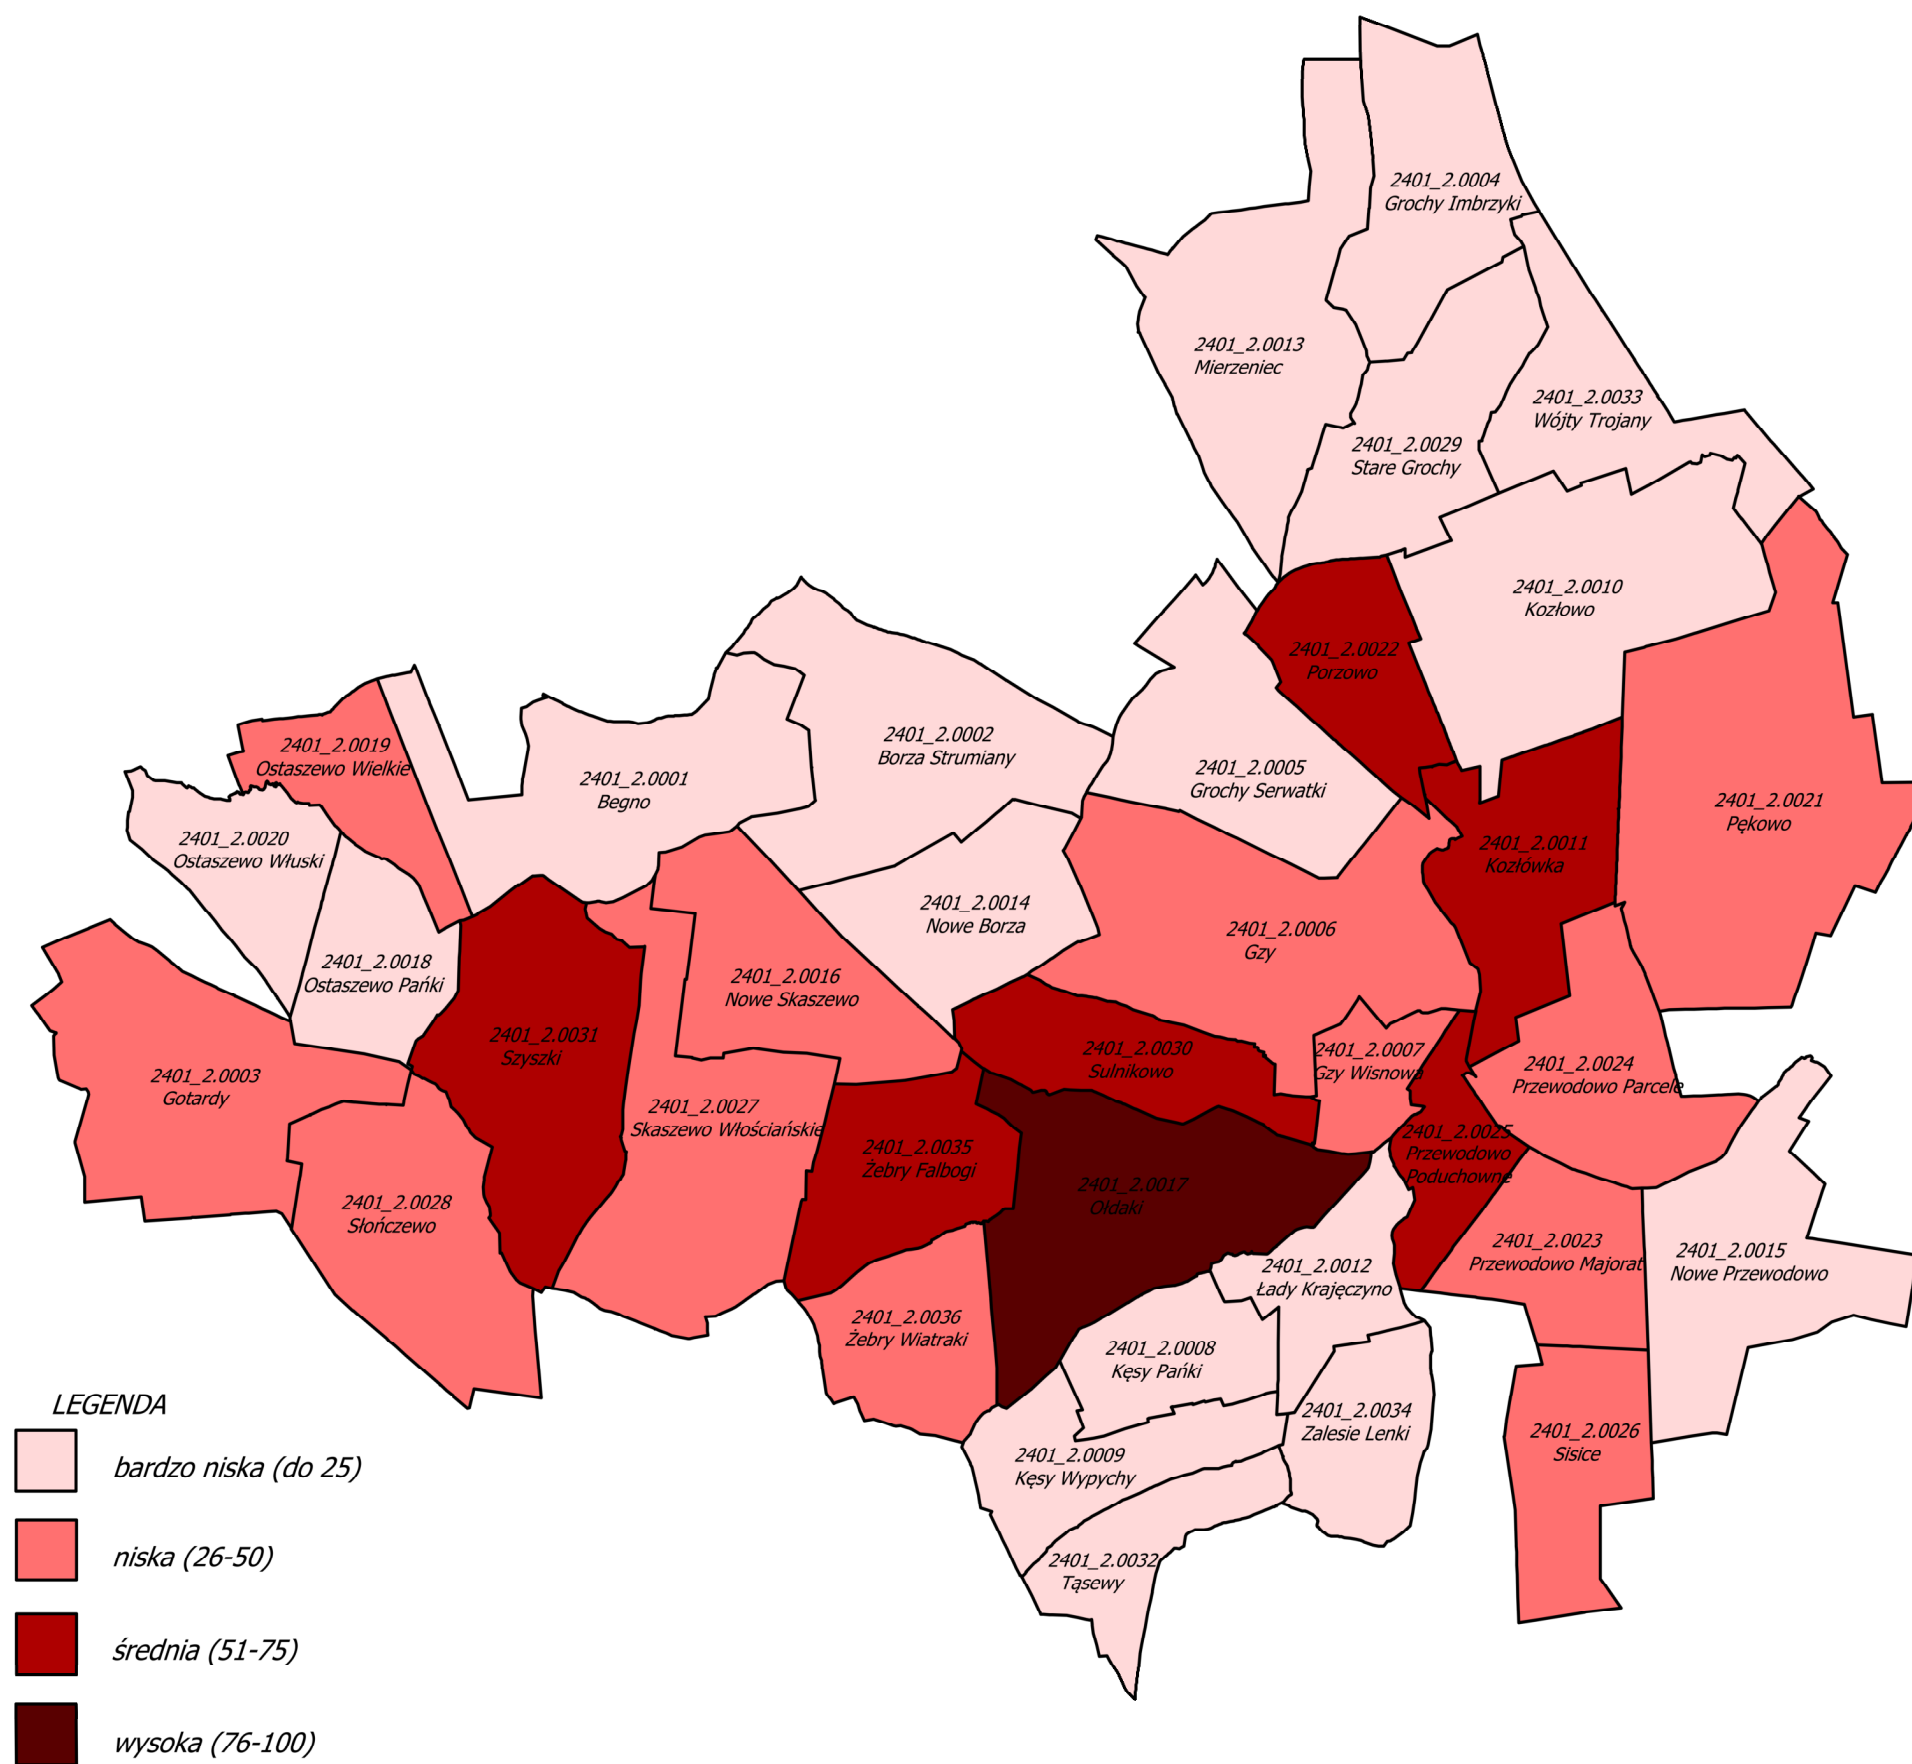 2401_2.0004
Grochy Imbrzyki
2401_2.0013
Mierzeniec
2401_2.0033
Wójty Trojany
2401_2.0029
Stare Grochy
2401_2.0010
Kozłowo
2401_2.0022
Porzowo
2401_2.0002
Borza Strumiany
2401_2.0019
Ostaszewo Wielkie
2401_2.0005
Grochy Serwatki
2401_2.0001
Begno
2401_2.0021
Pękowo
2401_2.0020
Ostaszewo Włuski
2401_2.0011
Kozłówka
2401_2.0014
Nowe Borza
2401_2.0006
Gzy
2401_2.0018
Ostaszewo Pańki
2401_2.0016
Nowe Skaszewo
2401_2.0031
Szyszki
2401_2.0030
Sulnikowo
2401_2.0007
Gzy Wisnowa
2401_2.0024
Przewodowo Parcele
2401_2.0003
Gotardy
2401_2.0027
Skaszewo Włościańskie
2401_2.0025
Przewodowo
Poduchowne
2401_2.0035
Żebry Falbogi
2401_2.0017
Ołdaki
2401_2.0028
Słończewo
2401_2.0023
Przewodowo Majorat
2401_2.0015
Nowe Przewodowo
2401_2.0012
Łady Krajęczyno
2401_2.0036
Żebry Wiatraki
2401_2.0008
Kęsy Pańki
2401_2.0034
Zalesie Lenki
2401_2.0026
Sisice
2401_2.0009
Kęsy Wypychy
2401_2.0032
Tąsewy
LEGENDA
bardzo niska (do 25)
niska (26-50)
średnia (51-75)
wysoka (76-100)